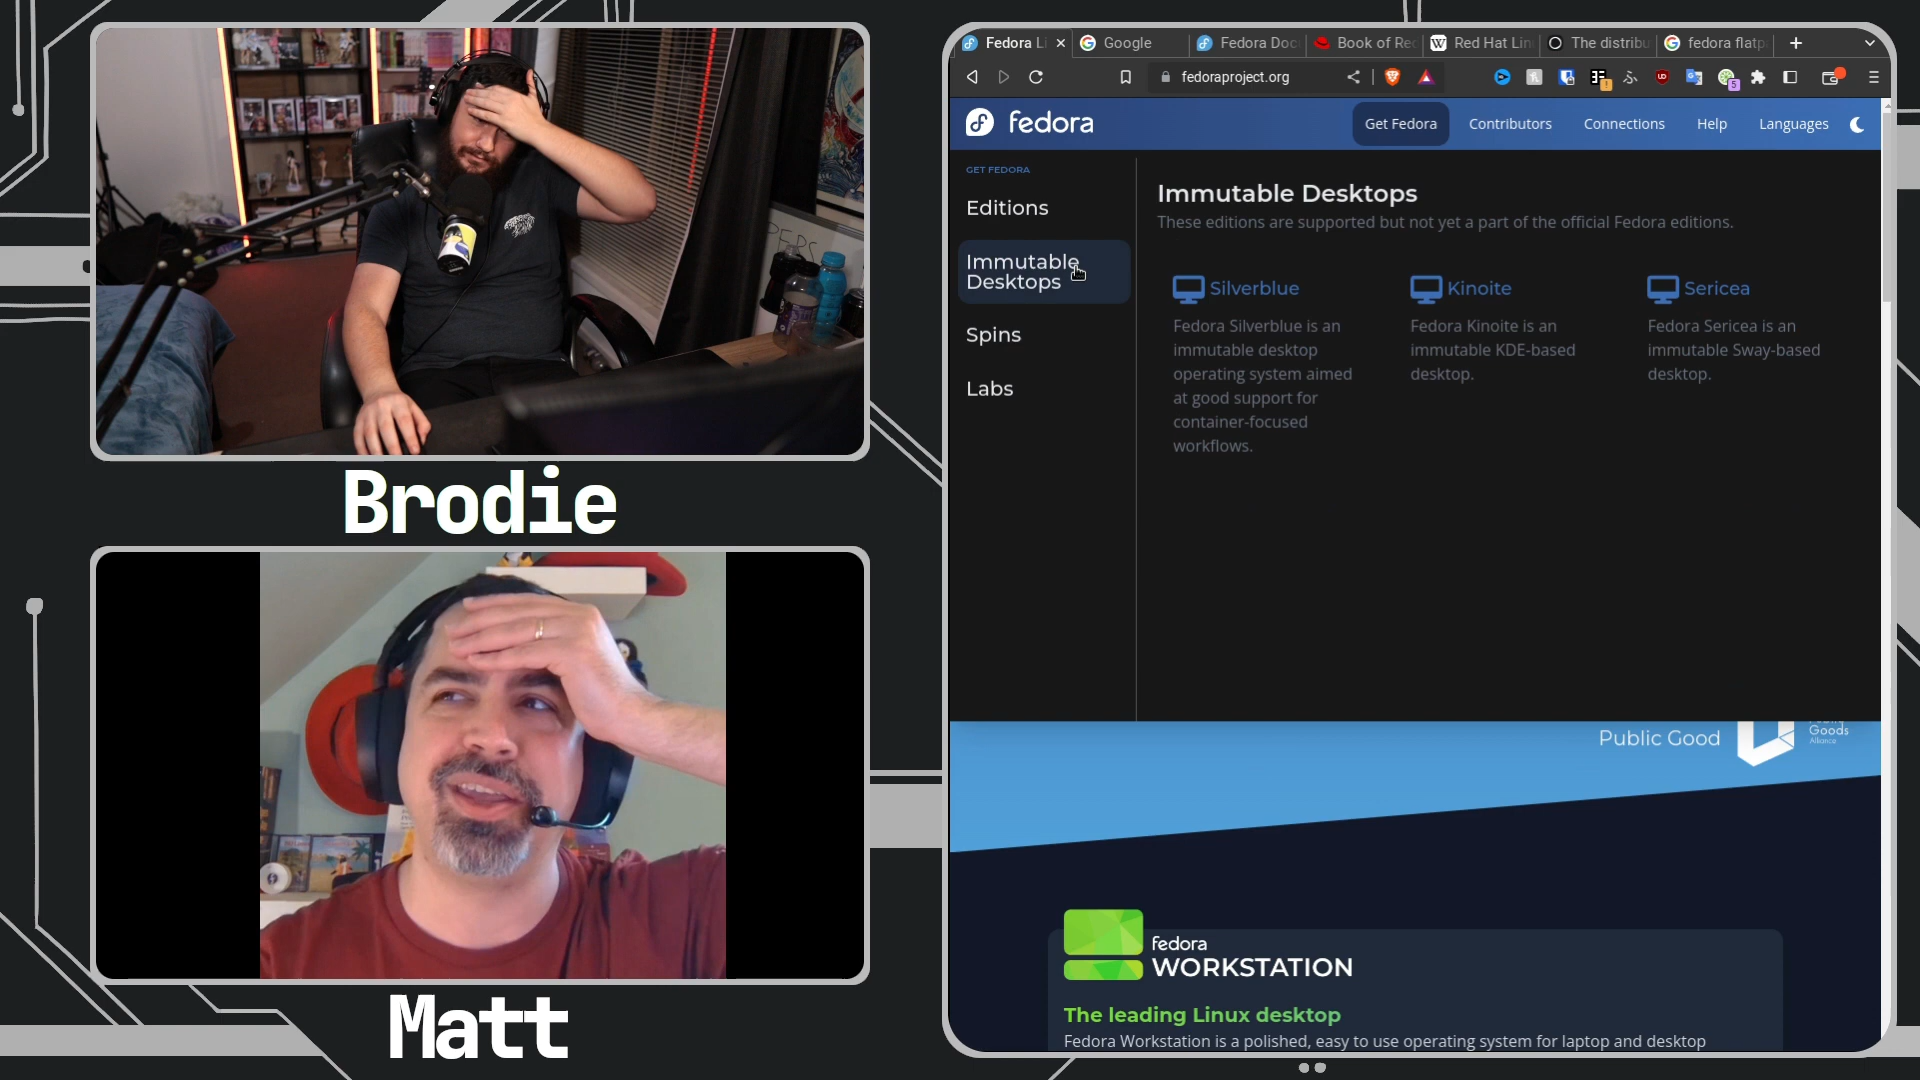 Brodie
Matt
Fedora Li
Google
Fedora Doc
Book of Re
Red Hat Lin
The distribu
fedora flatp
fedoraproject.org
5
fedora
Get Fedora
Contributors
Connections
Help
Languages
GET FEDORA
Editions
Immutable
Desktops
Spins
Labs
Immutable Desktops
These editions are supported but not yet a part of the official Fedora editions.
Silverblue
Fedora Silverblue is an
immutable desktop
operating system aimed
at good support for
container-focused
workflows.
Kinoite
Fedora Kinoite is an
immutable KDE-based
desktop.
Sericea
Fedora Sericea is an
immutable Sway-based
desktop.
Public Good
Goods
Alliance
fedora
WORKSTATION
The leading Linux desktop
Fedora Workstation is a polished, easy to use operating system for laptop and desktop